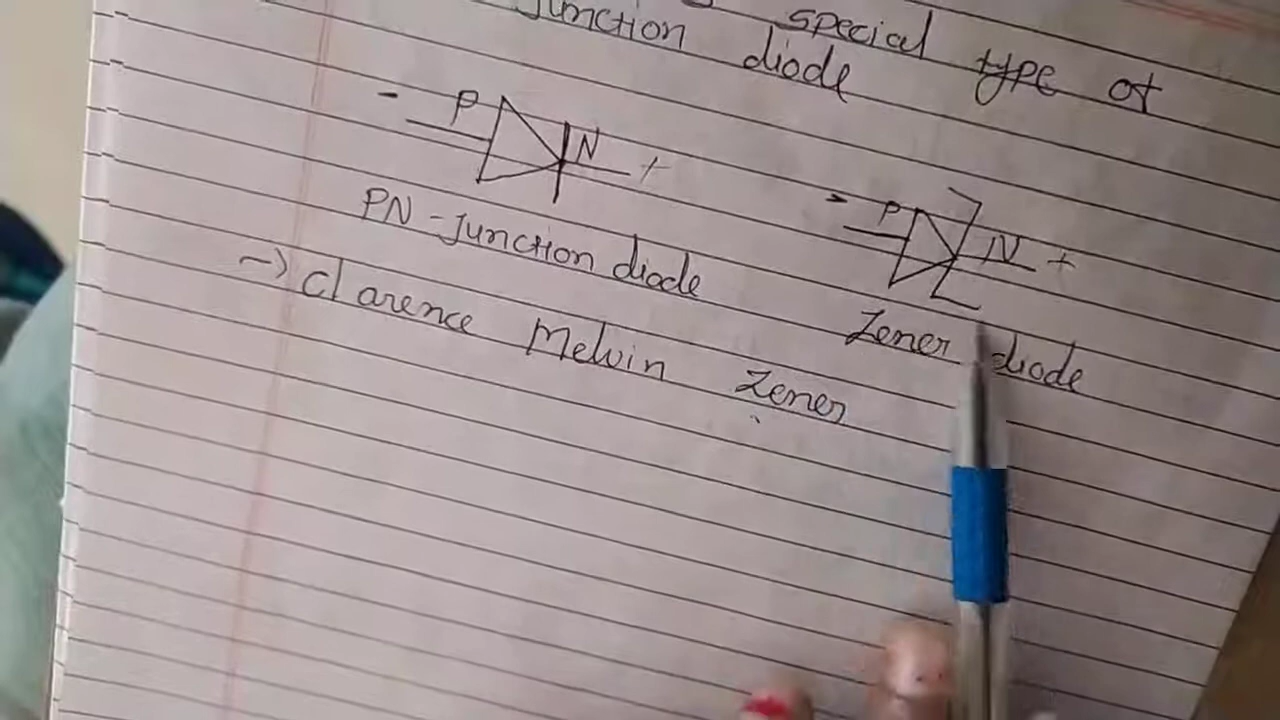 special type of
Junction diode
- P N +
- P N +
PN-Junction diode
Zener diode
→ Clarence Melvin Zener